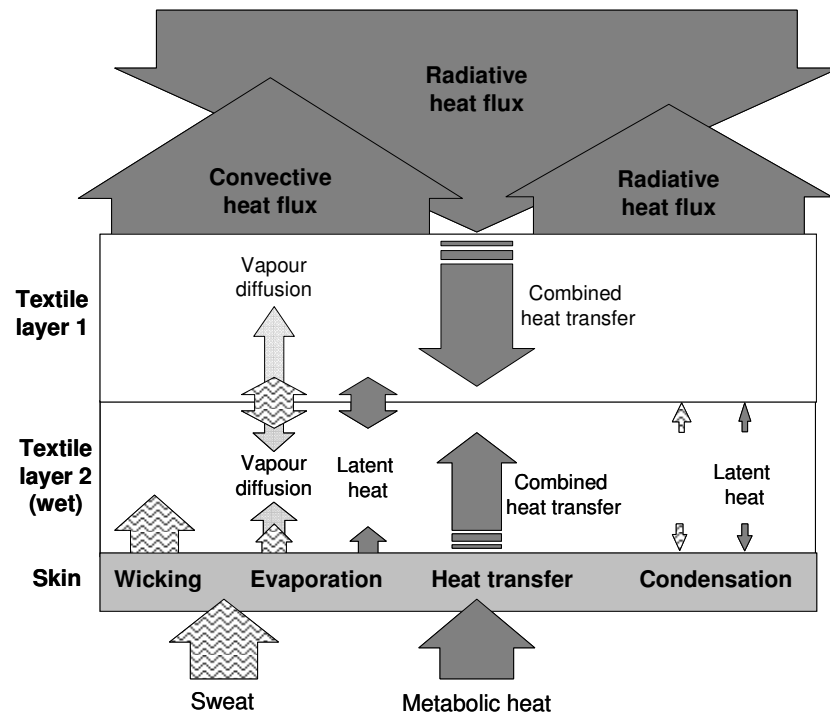 Radiative
heat flux
Convective
heat flux
Radiative
heat flux
Textile
layer 1
Vapour
diffusion
Combined
heat transfer
Textile
layer 2
(wet)
Vapour
diffusion
Latent
heat
Combined
heat transfer
Latent
heat
Skin
Wicking
Evaporation
Heat transfer
Condensation
Sweat
Metabolic heat